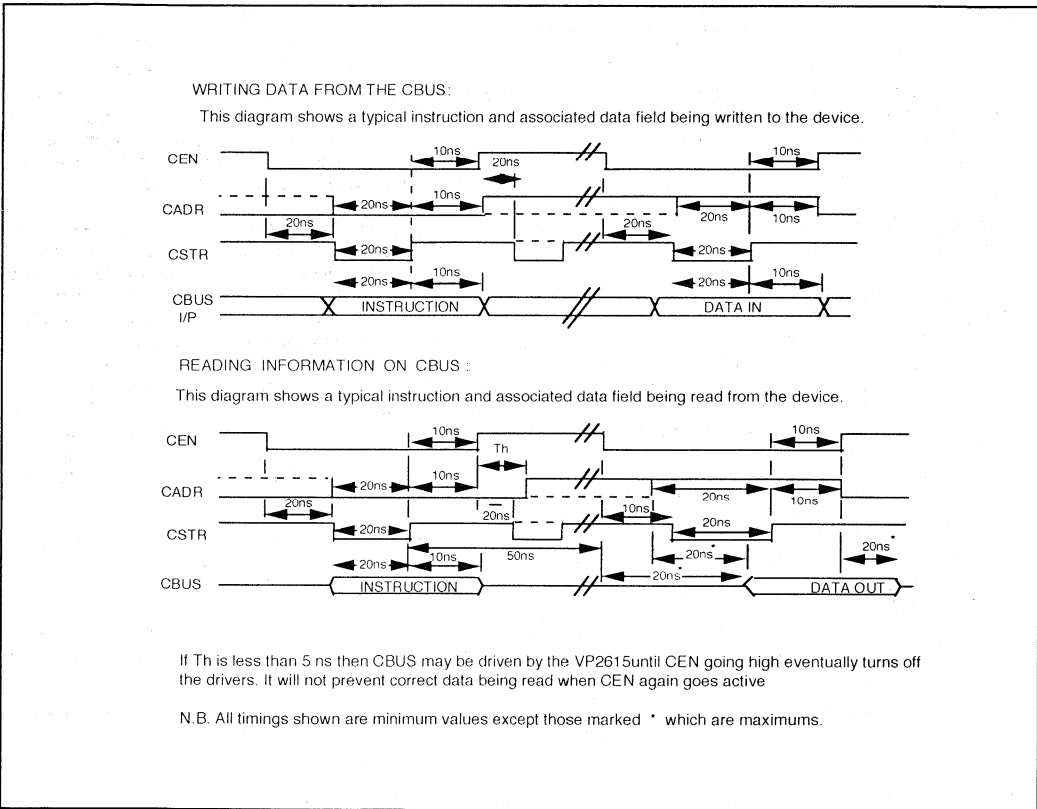 WRITING DATA FROM THE CBUS:
This diagram shows a typical instruction and associated data field being written to the device.
CEN
10ns
20ns
10ns
CADR
20ns
10ns
20ns
10ns
20ns
20ns
CSTR
20ns
20ns
20ns
10ns
20ns
10ns
CBUS
I/P
INSTRUCTION
DATA IN
READING INFORMATION ON CBUS :
This diagram shows a typical instruction and associated data field being read from the device.
CEN
10ns
10ns
Th
CADR
20ns
10ns
20ns
10ns
20ns
20ns
10ns
CSTR
20ns
20ns
20ns
10ns
50ns
20ns*
20ns*
CBUS
INSTRUCTION
20ns*
DATA OUT
If Th is less than 5 ns then CBUS may be driven by the VP2615until CEN going high eventually turns off
the drivers. It will not prevent correct data being read when CEN again goes active
N.B. All timings shown are minimum values except those marked * which are maximums.